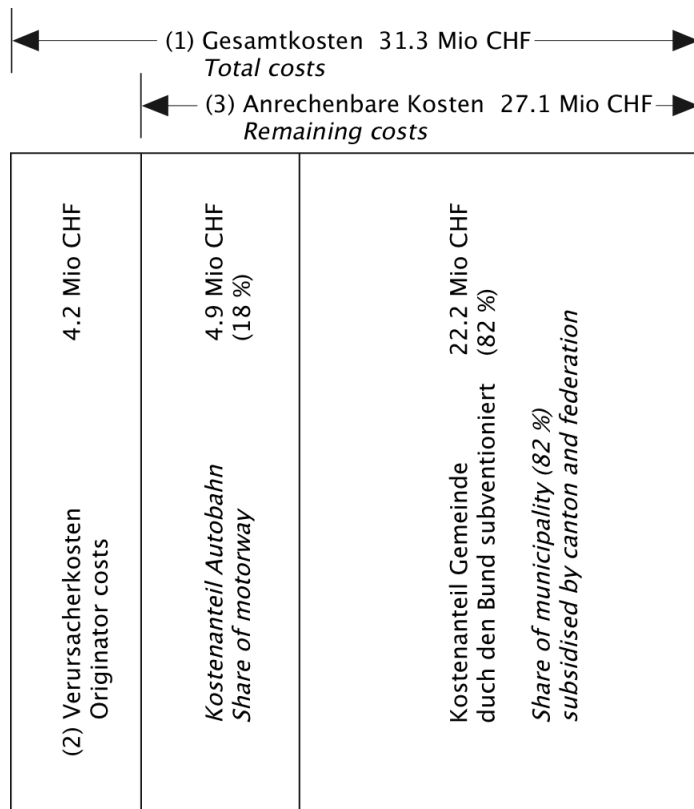 (1) Gesamtkosten 31.3 Mio CHF
Total costs
(3) Anrechenbare Kosten 27.1 Mio CHF
Remaining costs
(2) Verursacherkosten 4.2 Mio CHF
Originator costs
Kostenanteil Autobahn 4.9 Mio CHF
Share of motorway (18 %)
Kostenanteil Gemeinde 22.2 Mio CHF
duch den Bund subventioniert (82 %)
Share of municipality (82 %)
subsidised by canton and federation